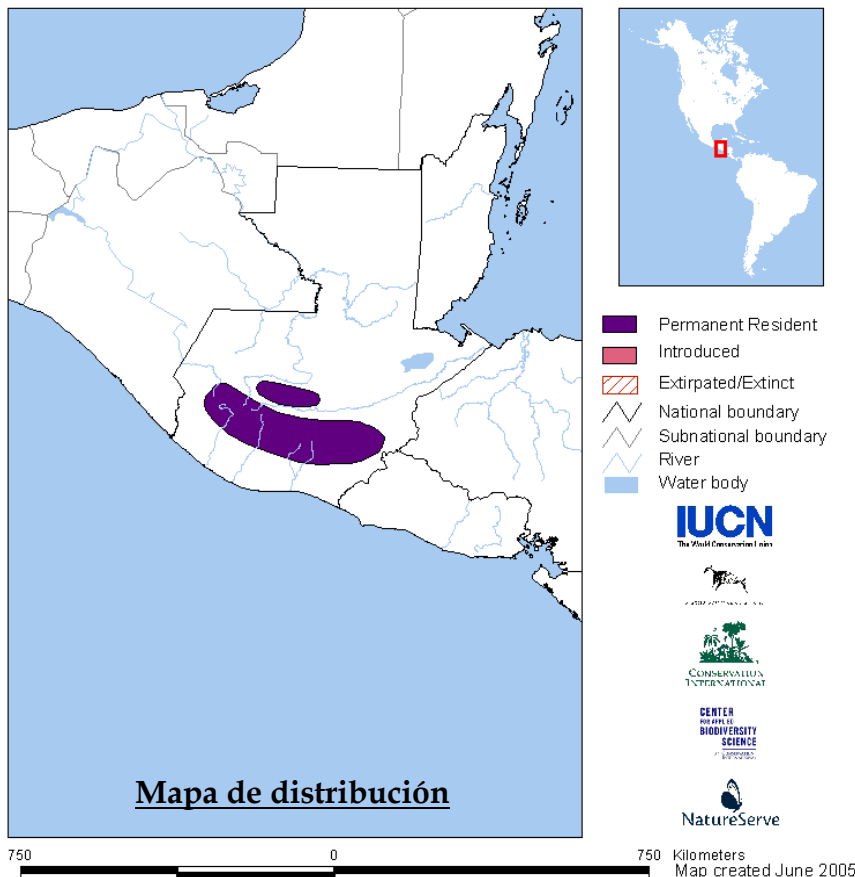 Permanent Resident
Introduced
Extirpated/Extinct
National boundary
Subnational boundary
River
Water body
IUCN
The World Conservation Union
CONSERVATION
INTERNATIONAL
CENTER
FOR APPLIED
BIODIVERSITY
SCIENCE
NatureServe
Mapa de distribución
750 0 750 Kilometers
Map created June 2005